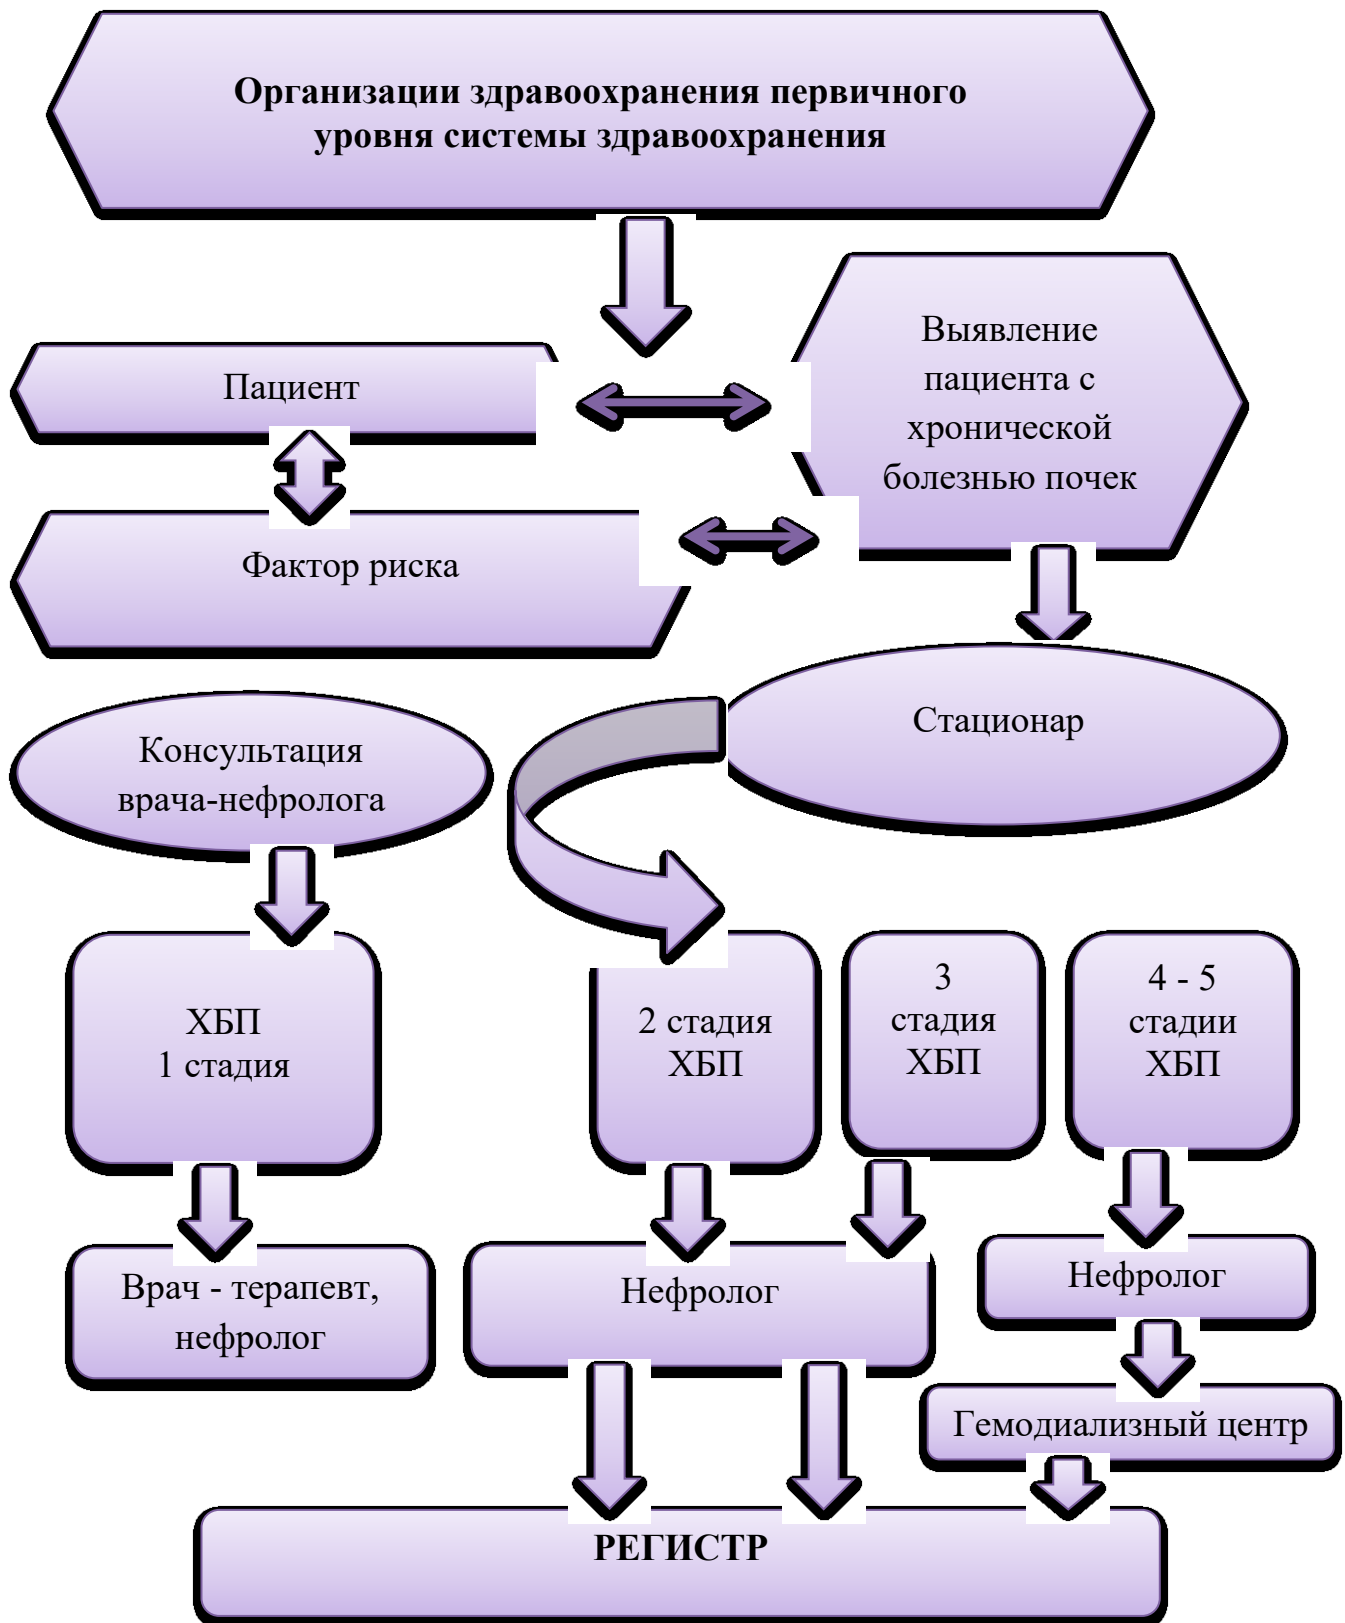 Организации здравоохранения первичного
уровня системы здравоохранения
Пациент
Выявление
пациента с
хронической
болезнью почек
Фактор риска
Консультация
врача-нефролога
Стационар
ХБП
1 стадия
2 стадия
ХБП
3
стадия
ХБП
4 - 5
стадии
ХБП
Врач - терапевт,
нефролог
Нефролог
Нефролог
Гемодиализный центр
РЕГИСТР